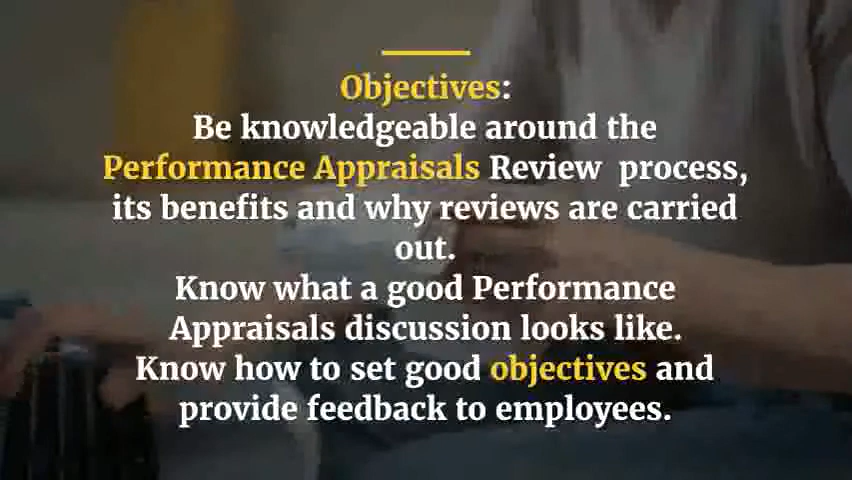 Objectives:
Be knowledgeable around the
Performance Appraisals Review  process,
its benefits and why reviews are carried
out.
Know what a good Performance
Appraisals discussion looks like.
Know how to set good objectives and
provide feedback to employees.